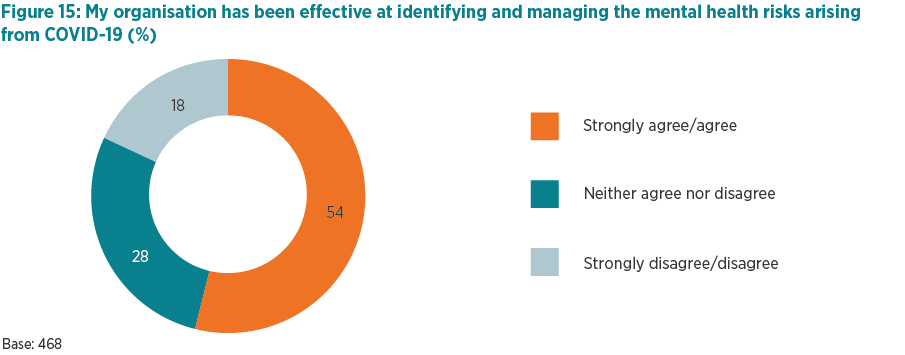 Figure 15: My organisation has been effective at identifying and managing the mental health risks arising
from COVID-19 (%)
18
Strongly agree/agree
Neither agree nor disagree
54
28
Strongly disagree/disagree
Base: 468